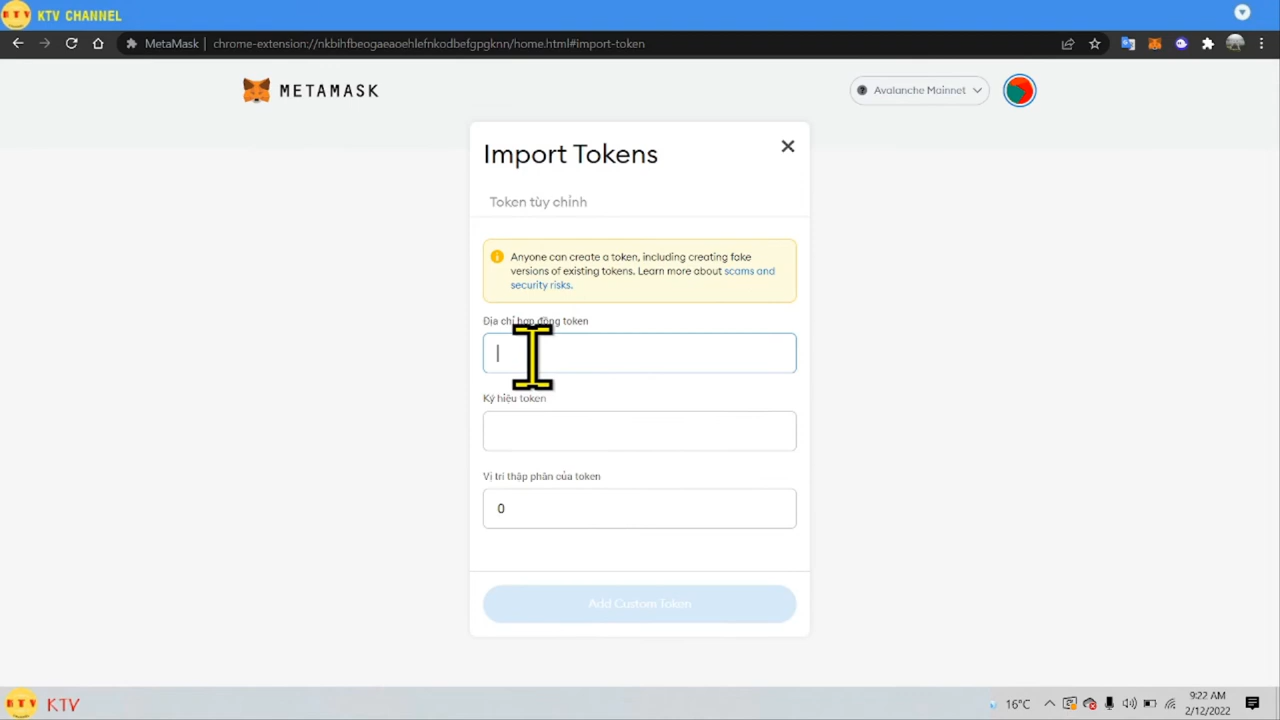 KTV CHANNEL
MetaMask | chrome-extension://nkbihfbeogaeaoehlefnkodbefgpgknn/home.html#import-token
METAMASK
Avalanche Mainnet
Import Tokens
Token tùy chỉnh
Anyone can create a token, including creating fake
versions of existing tokens. Learn more about scams and
security risks.
Địa chỉ hợp đồng token
Ký hiệu token
Vị trí thập phân của token
0
Add Custom Token
KTV KTV
16°C
9:22 AM
2/12/2022